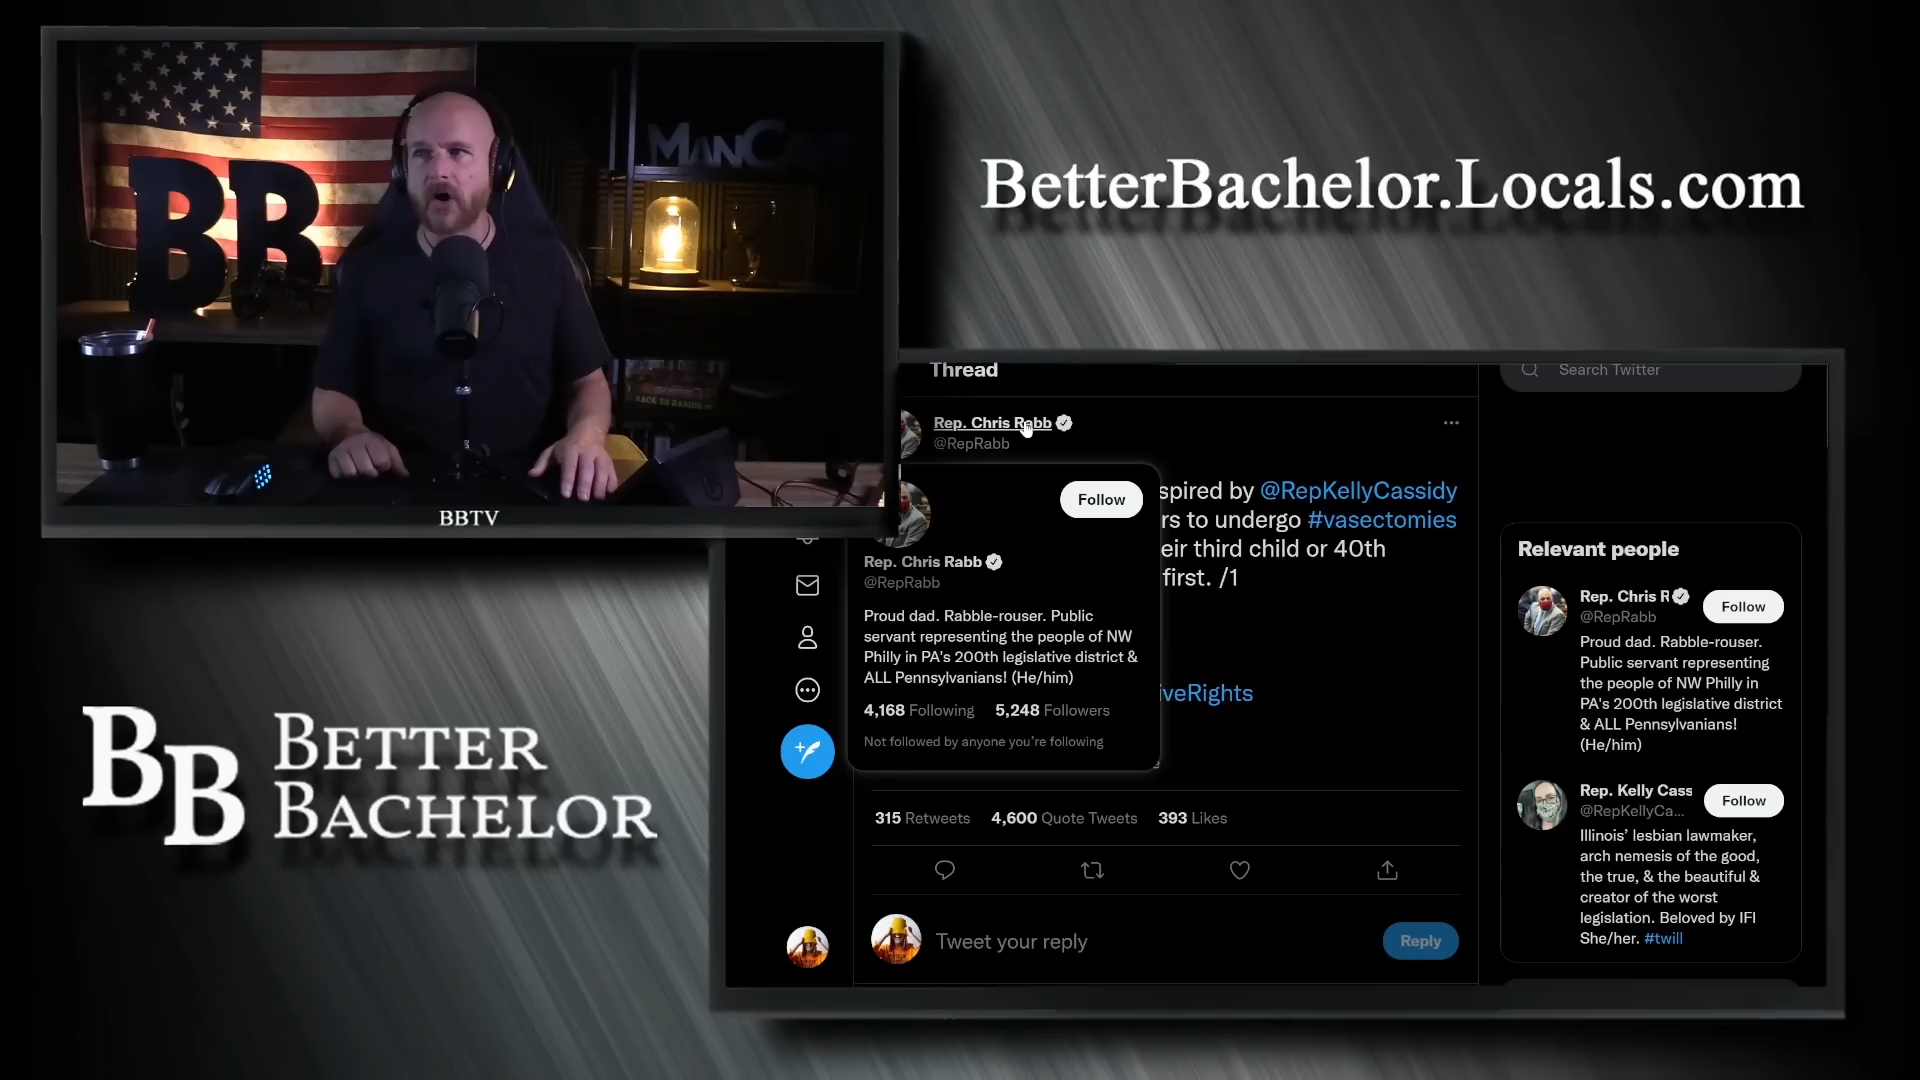 BB
MANCAVE
BACK TO BASICS
BBTV
BetterBachelor.Locals.com
BB
BETTER
BACHELOR
Thread
Search Twitter
Rep. Chris Rabb
@RepRabb
Follow
Rep. Chris Rabb
@RepRabb
Proud dad. Rabble-rouser. Public
servant representing the people of NW
Philly in PA's 200th legislative district &
ALL Pennsylvanians! (He/him)
4,168 Following 5,248 Followers
Not followed by anyone you're following
spired by @RepKellyCassidy
rs to undergo #vasectomies
eir third child or 40th
first. /1
iveRights
315 Retweets 4,600 Quote Tweets 393 Likes
Tweet your reply
Reply
Relevant people
Rep. Chris R
@RepRabb
Follow
Proud dad. Rabble-rouser.
Public servant representing
the people of NW Philly in
PA's 200th legislative district
& ALL Pennsylvanians!
(He/him)
Rep. Kelly Cass
@RepKellyCa...
Follow
Illinois' lesbian lawmaker,
arch nemesis of the good,
the true, & the beautiful &
creator of the worst
legislation. Beloved by IFI
She/her. #twill